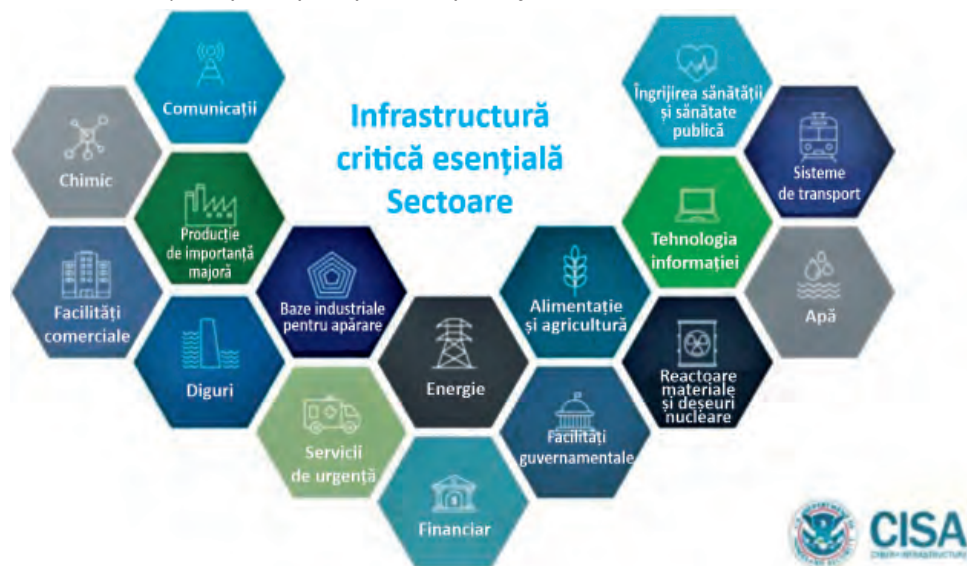 Infrastructură
critică esențială
Sectoare
Comunicații
Chimic
Producție
de importanță
majoră
Facilități
comerciale
Diguri
Baze industriale
pentru apărare
Servicii
de urgență
Energie
Financiar
Alimentație
și agricultură
Facilități
guvernamentale
Îngrijirea sănătății
și sănătate
publică
Tehnologia
informației
Reactoare
materiale
și deșeuri
nucleare
Sisteme
de transport
Apă
CISA